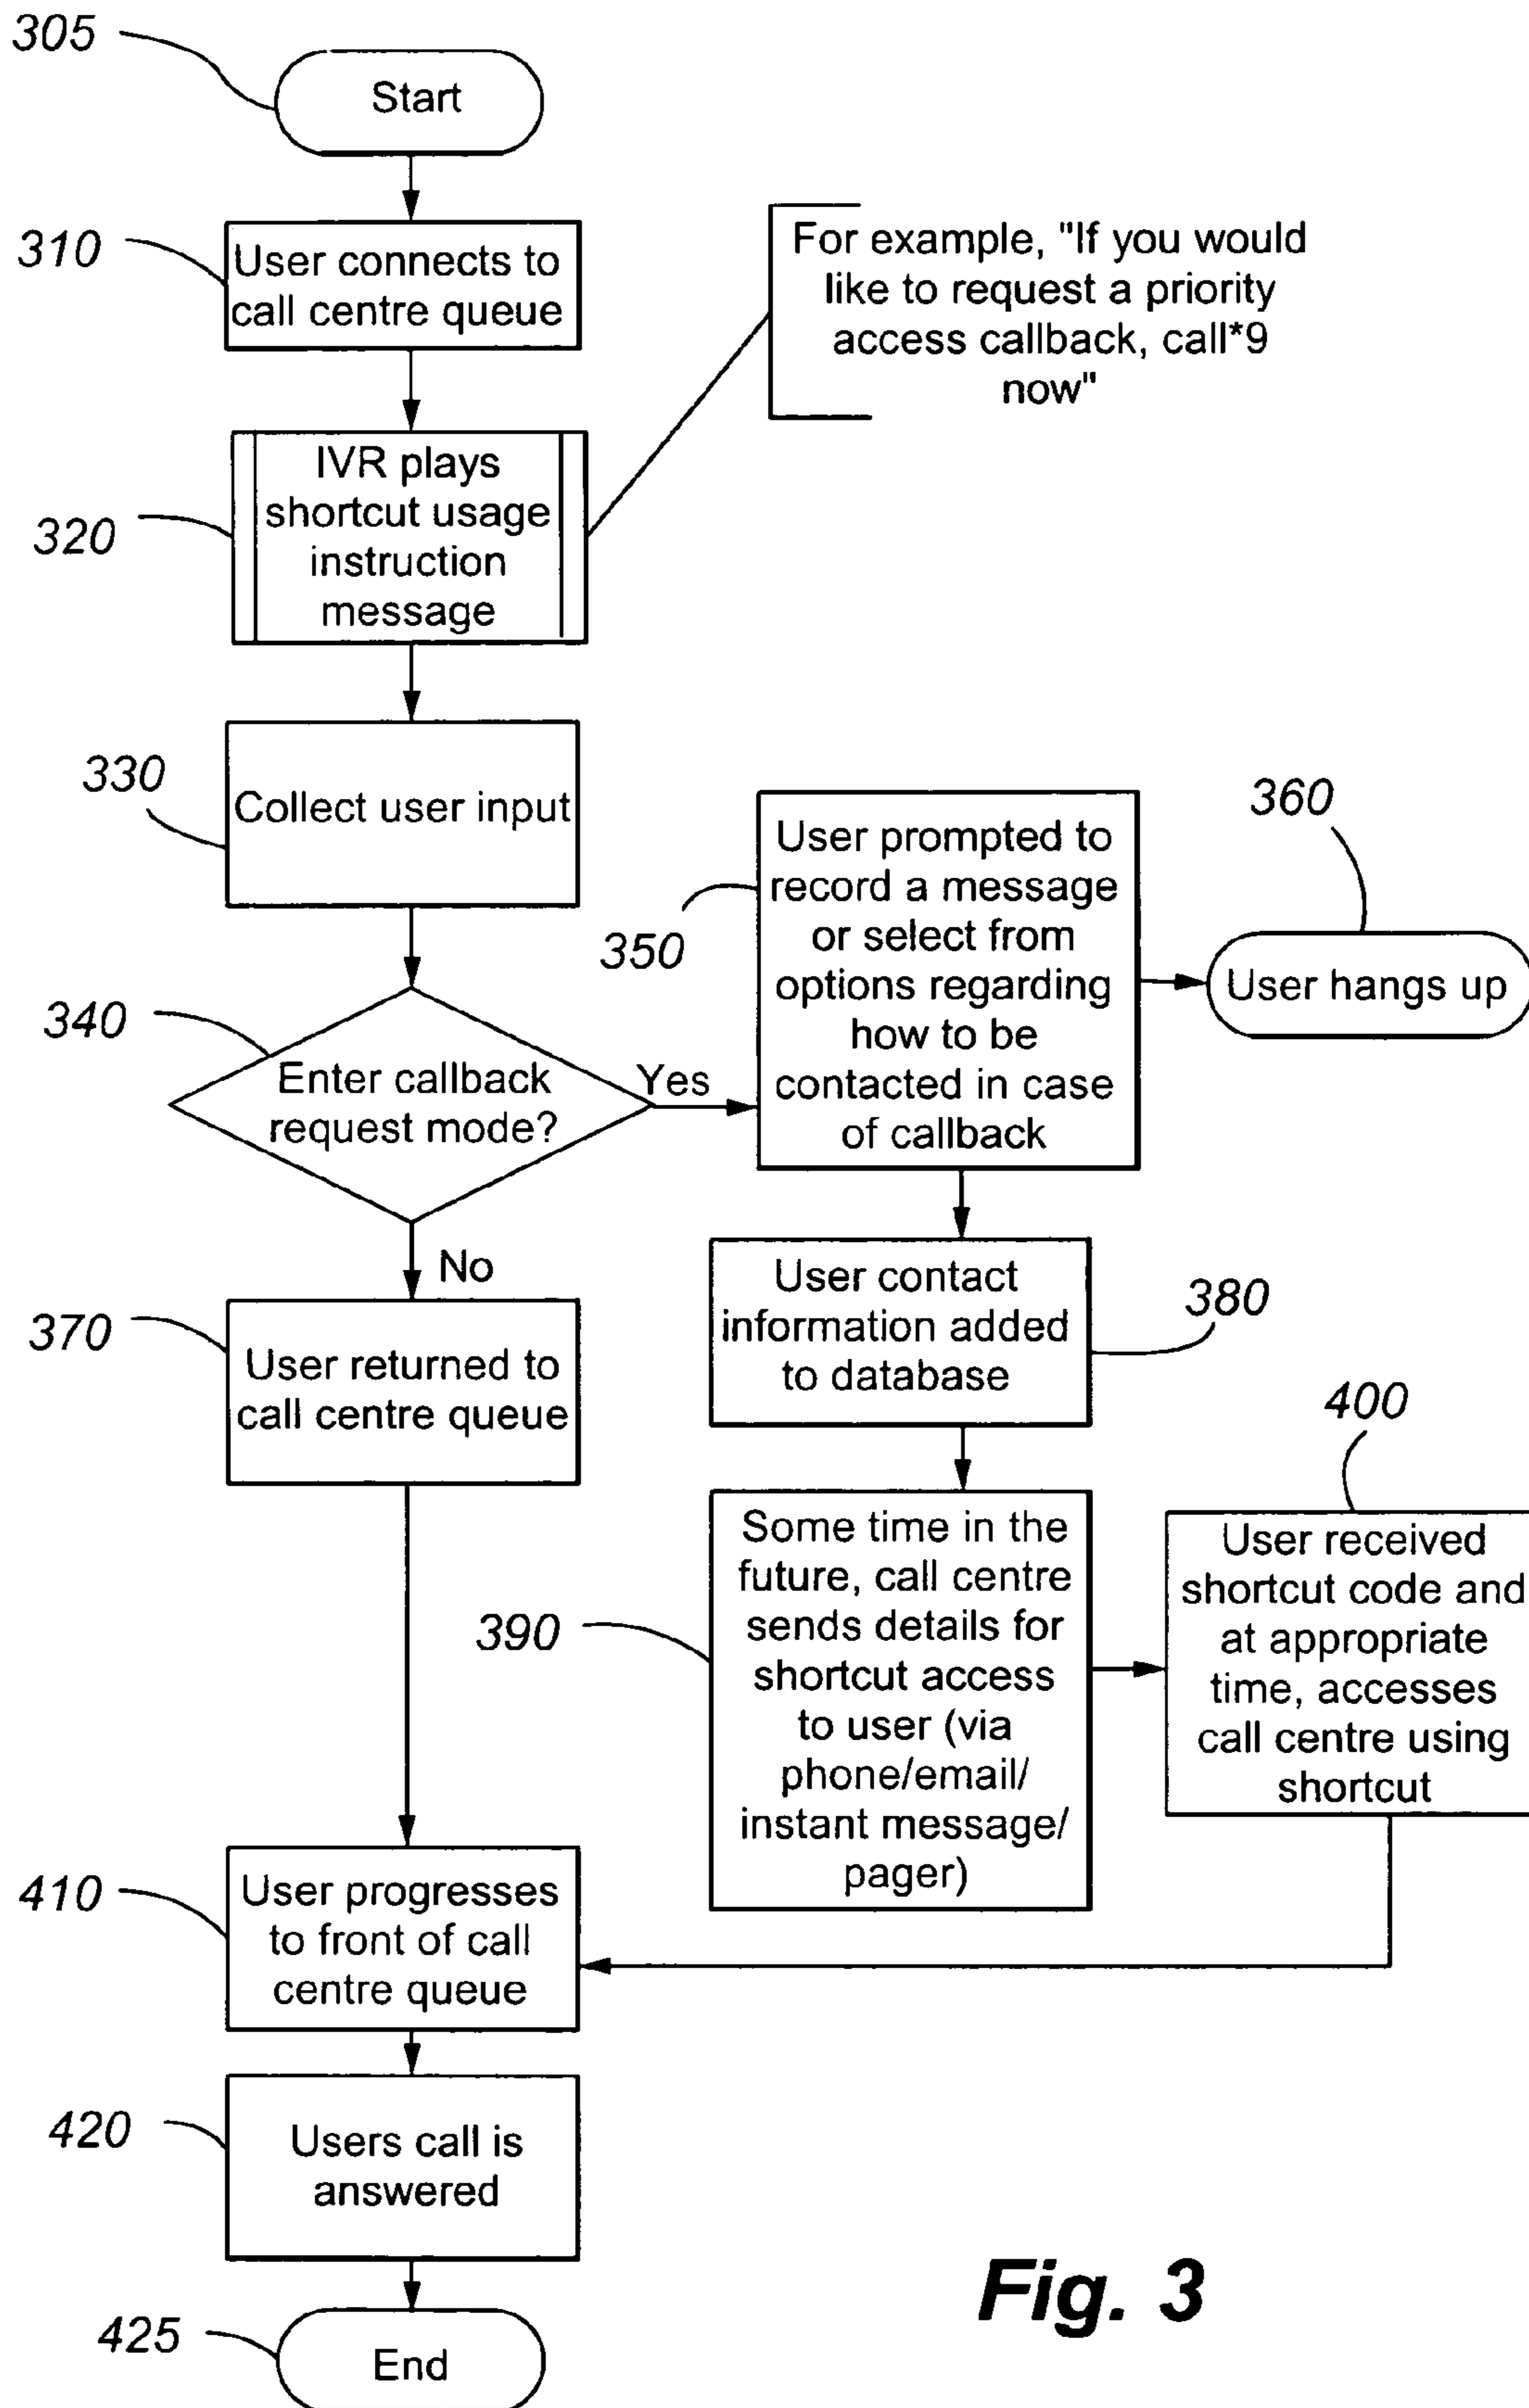 305
Start
310
User connects to
call centre queue
For example, "If you would
like to request a priority
access callback, call*9
now"
320
IVR plays
shortcut usage
instruction
message
330
Collect user input
340
Enter callback
request mode?
Yes
No
350
User prompted to
record a message
or select from
options regarding
how to be
contacted in case
of callback
360
User hangs up
370
User returned to
call centre queue
380
User contact
information added
to database
390
Some time in the
future, call centre
sends details for
shortcut access
to user (via
phone/email/
instant message/
pager)
400
User received
shortcut code and
at appropriate
time, accesses
call centre using
shortcut
410
User progresses
to front of call
centre queue
420
Users call is
answered
425
End
Fig. 3